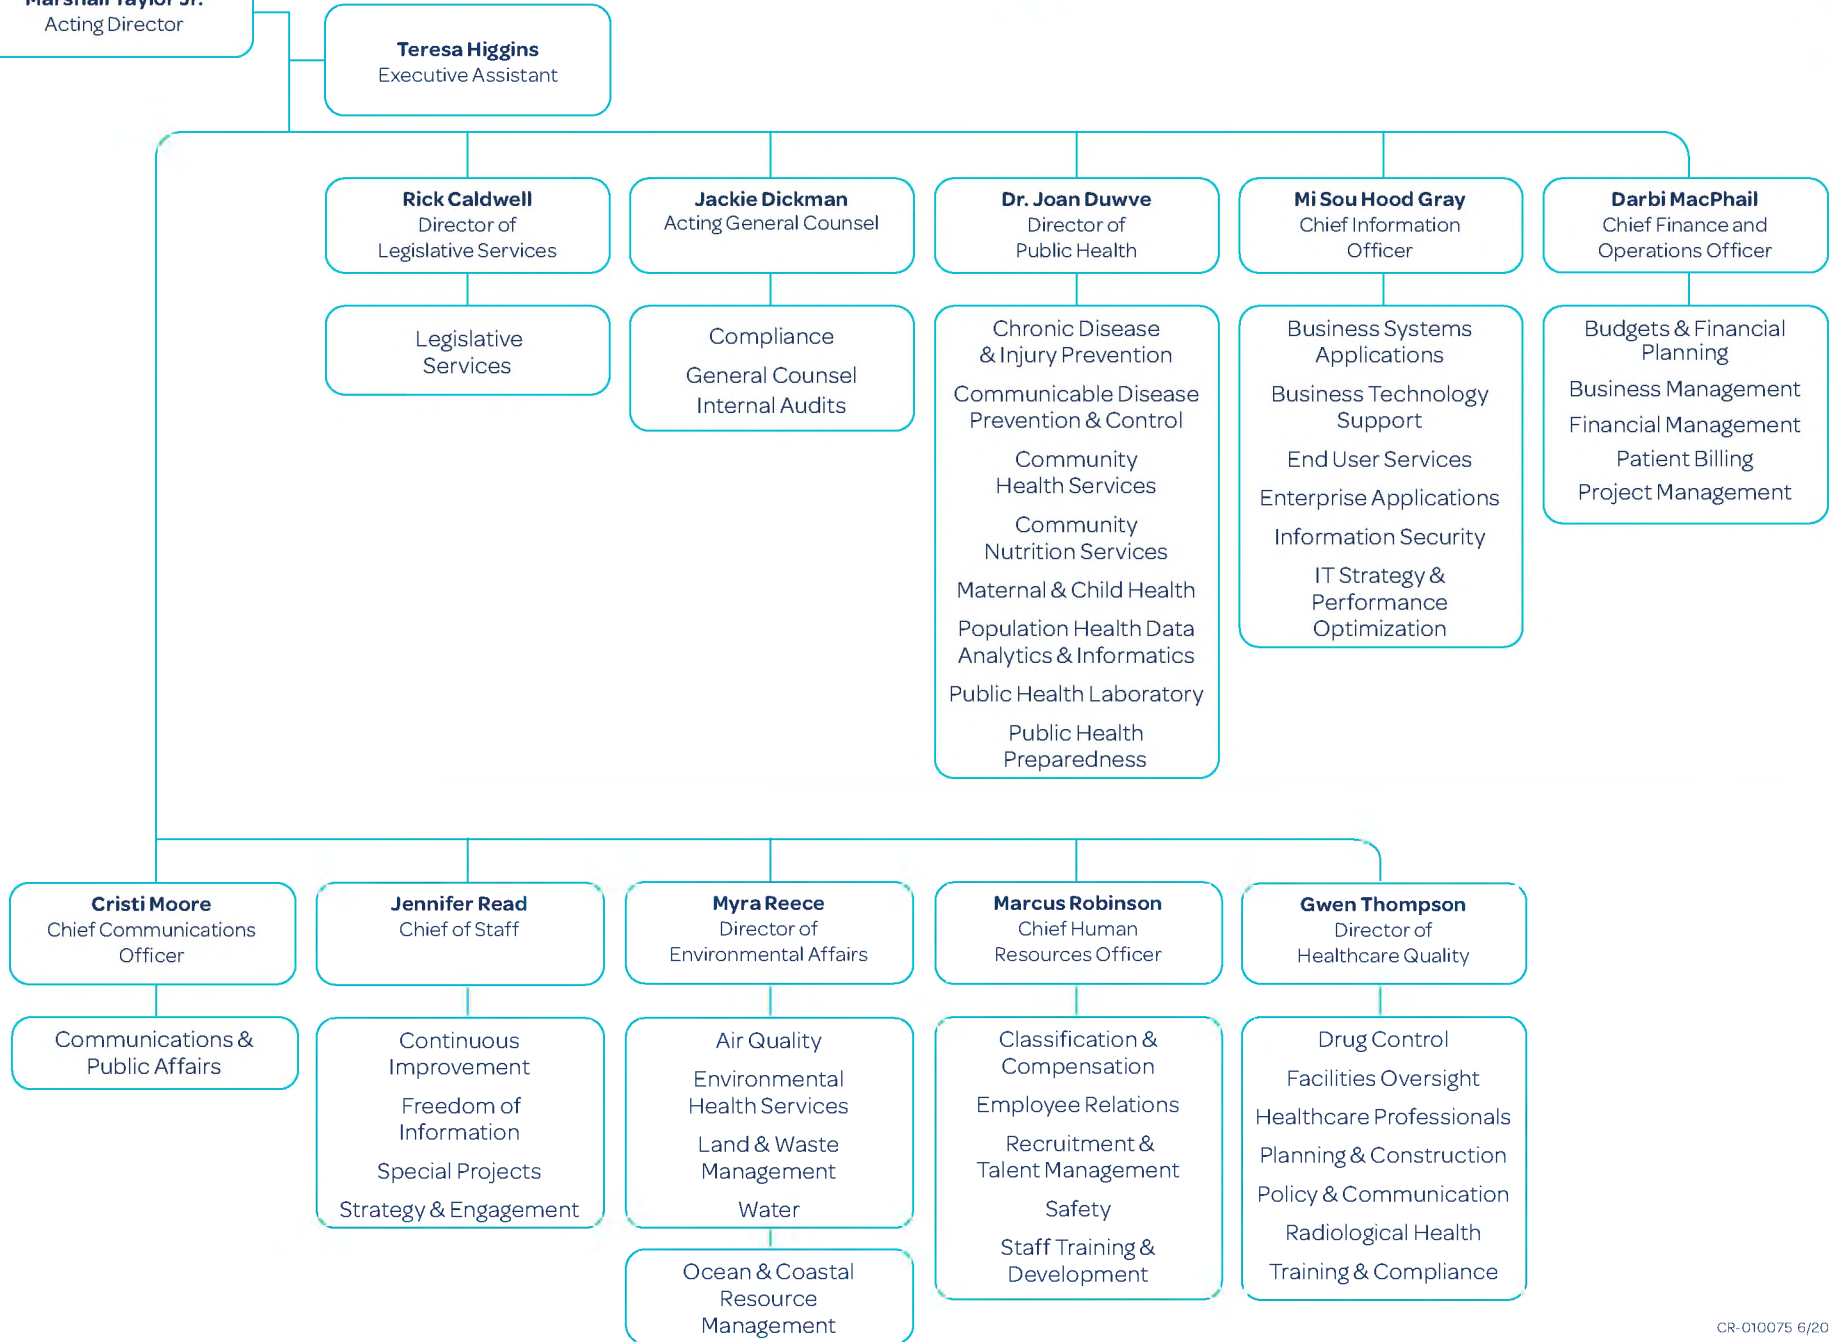 Marshall Taylor Jr.
Acting Director
Teresa Higgins
Executive Assistant
Rick Caldwell
Director of
Legislative Services
Legislative
Services
Jackie Dickman
Acting General Counsel
Compliance
General Counsel
Internal Audits
Dr. Joan Duwve
Director of
Public Health
Chronic Disease
& Injury Prevention
Communicable Disease
Prevention & Control
Community
Health Services
Community
Nutrition Services
Maternal & Child Health
Population Health Data
Analytics & Informatics
Public Health Laboratory
Public Health
Preparedness
Mi Sou Hood Gray
Chief Information
Officer
Business Systems
Applications
Business Technology
Support
End User Services
Enterprise Applications
Information Security
IT Strategy &
Performance
Optimization
Darbi MacPhail
Chief Finance and
Operations Officer
Budgets & Financial
Planning
Business Management
Financial Management
Patient Billing
Project Management
Cristi Moore
Chief Communications
Officer
Communications &
Public Affairs
Jennifer Read
Chief of Staff
Continuous
Improvement
Freedom of
Information
Special Projects
Strategy & Engagement
Myra Reece
Director of
Environmental Affairs
Air Quality
Environmental
Health Services
Land & Waste
Management
Water
Ocean & Coastal
Resource
Management
Marcus Robinson
Chief Human
Resources Officer
Classification &
Compensation
Employee Relations
Recruitment &
Talent Management
Safety
Staff Training &
Development
Gwen Thompson
Director of
Healthcare Quality
Drug Control
Facilities Oversight
Healthcare Professionals
Planning & Construction
Policy & Communication
Radiological Health
Training & Compliance
CR-010075 6/20